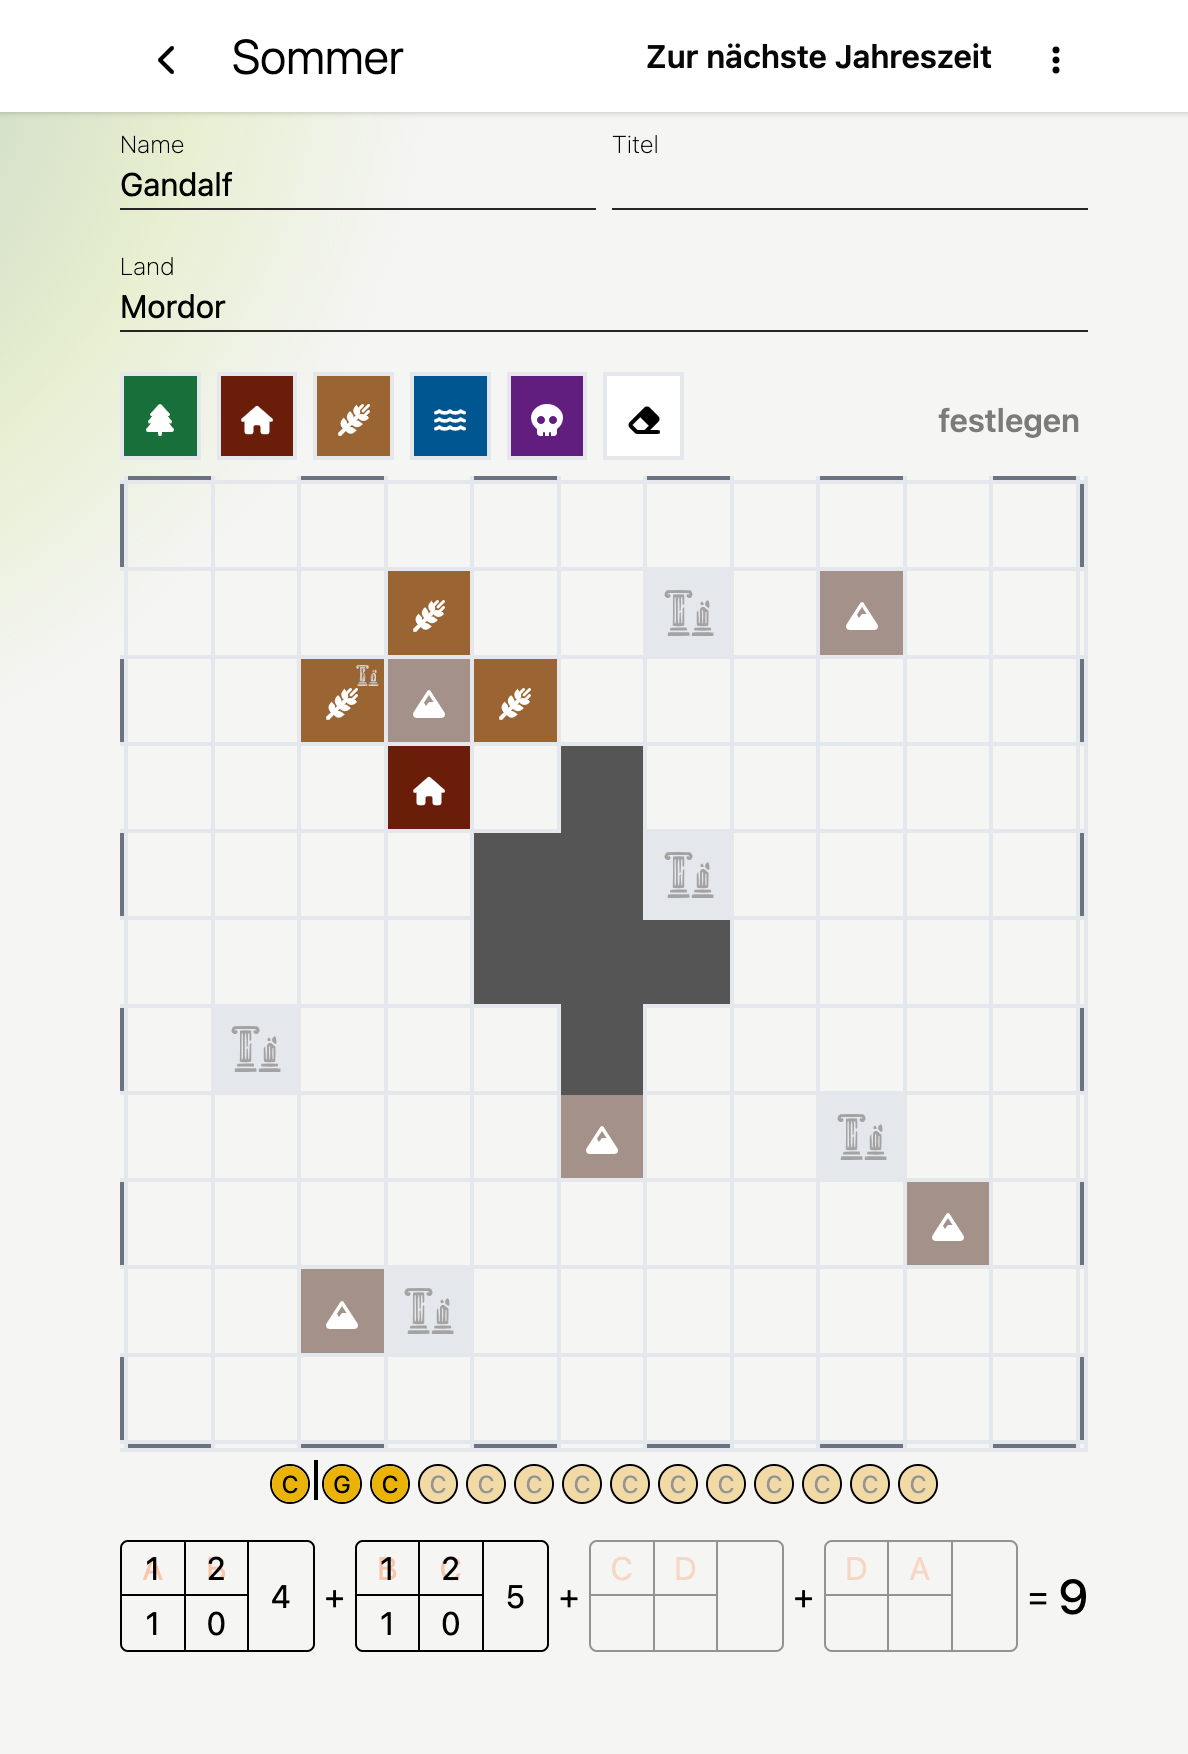 Sommer Zur nächste Jahreszeit
Name Titel
Gandalf
Land
Mordor
festlegen
C G C C C C C C C C C C C C
A 1 B 2 4 + B 1 C 2 5 + C D + D A = 9
1 0 1 0